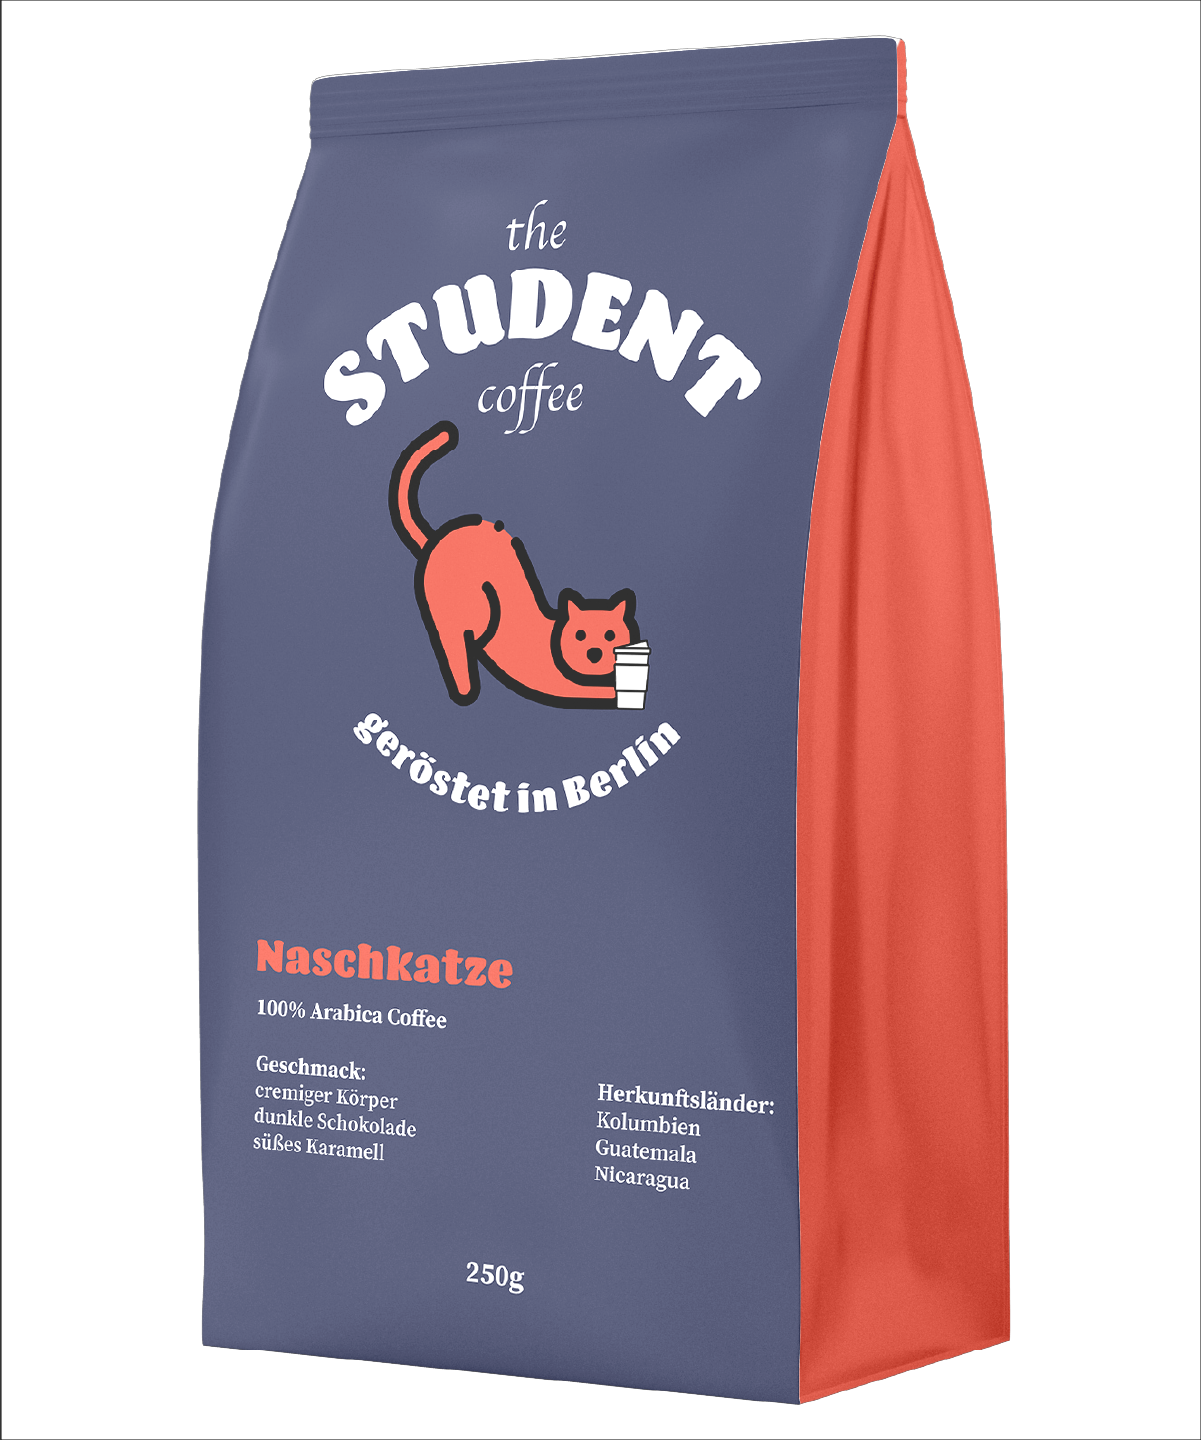 the
STUDENT
coffee
geröstet in Berlin
Naschkatze
100% Arabica Coffee
Geschmack:
cremiger Körper
dunkle Schokolade
süßes Karamell
Herkunftsländer:
Kolumbien
Guatemala
Nicaragua
250g